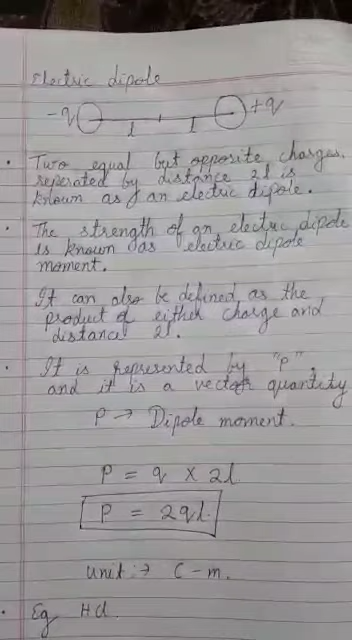 Electric dipole
-q l l +q
• Two equal but opposite charges,
seperated by distance 2l is
known as an electric dipole.
• The strength of an electric dipole
is known as electric dipole
moment.
It can also be defined as the
product of either charge and
distance 2l.
• It is represented by "P",
and it is a vector quantity
P → Dipole moment.
P = q × 2l
P = 2ql
unit :→ C-m.
• Eg HCl